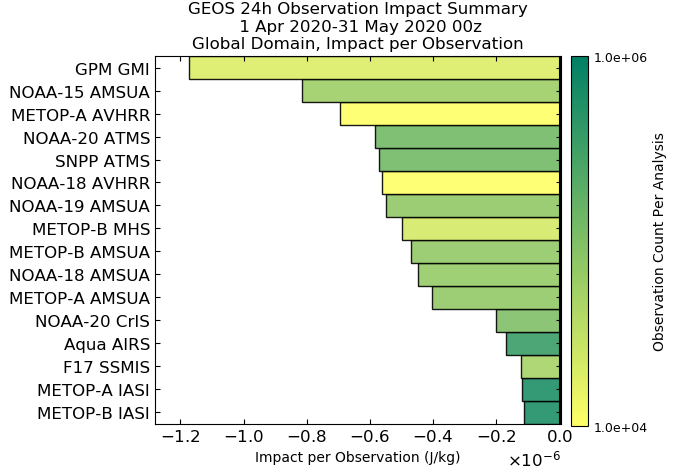 GEOS 24h Observation Impact Summary
1 Apr 2020-31 May 2020 00z
Global Domain, Impact per Observation
GPM GMI
NOAA-15 AMSUA
METOP-A AVHRR
NOAA-20 ATMS
SNPP ATMS
NOAA-18 AVHRR
NOAA-19 AMSUA
METOP-B MHS
METOP-B AMSUA
NOAA-18 AMSUA
METOP-A AMSUA
NOAA-20 CrIS
Aqua AIRS
F17 SSMIS
METOP-A IASI
METOP-B IASI
−1.2 −1.0 −0.8 −0.6 −0.4 −0.2 0.0
Impact per Observation (J/kg)
×10⁻⁶
1.0e+06
Observation Count Per Analysis
1.0e+04